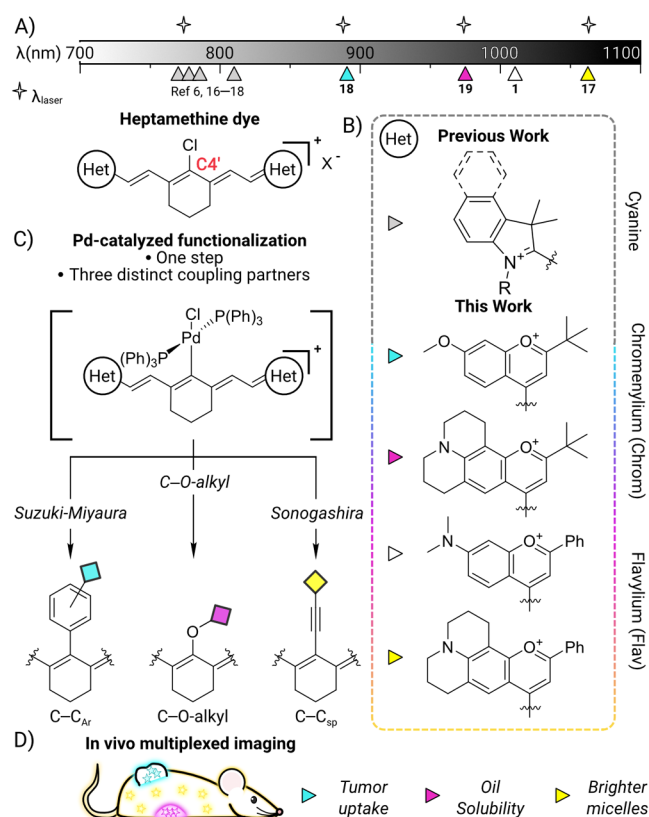 A)
λ(nm) 700 800 900 1000 1100
λlaser
Ref 6, 16–18 18 19 1 17
Heptamethine dye
Het Cl C4' Het + X-
B)
Het Previous Work
N+
R
Cyanine
This Work
O O+
Chromenylium (Chrom)
N O+
N O+ Ph
Flavylium (Flav)
N O+ Ph
C)
Pd-catalyzed functionalization
• One step
• Three distinct coupling partners
Cl
Pd P(Ph)3
(Ph)3P
Het Het +
C–O-alkyl
Suzuki-Miyaura Sonogashira
O
C–CAr C–O-alkyl C–Csp
D)
In vivo multiplexed imaging
Tumor
uptake
Oil
Solubility
Brighter
micelles